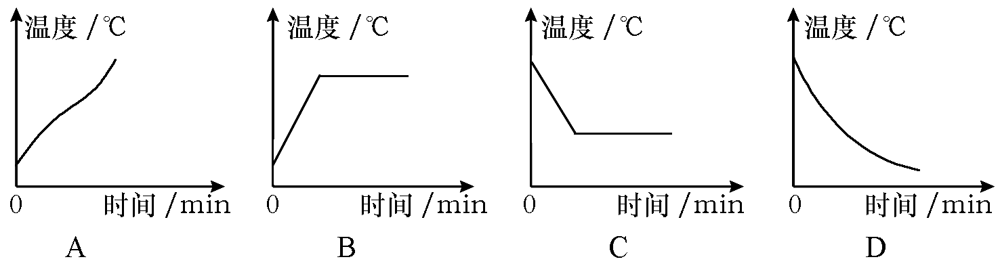 温度 /℃ 温度 /℃ 温度 /℃ 温度 /℃
0 时间 /min 0 时间 /min 0 时间 /min 0 时间 /min
A B C D